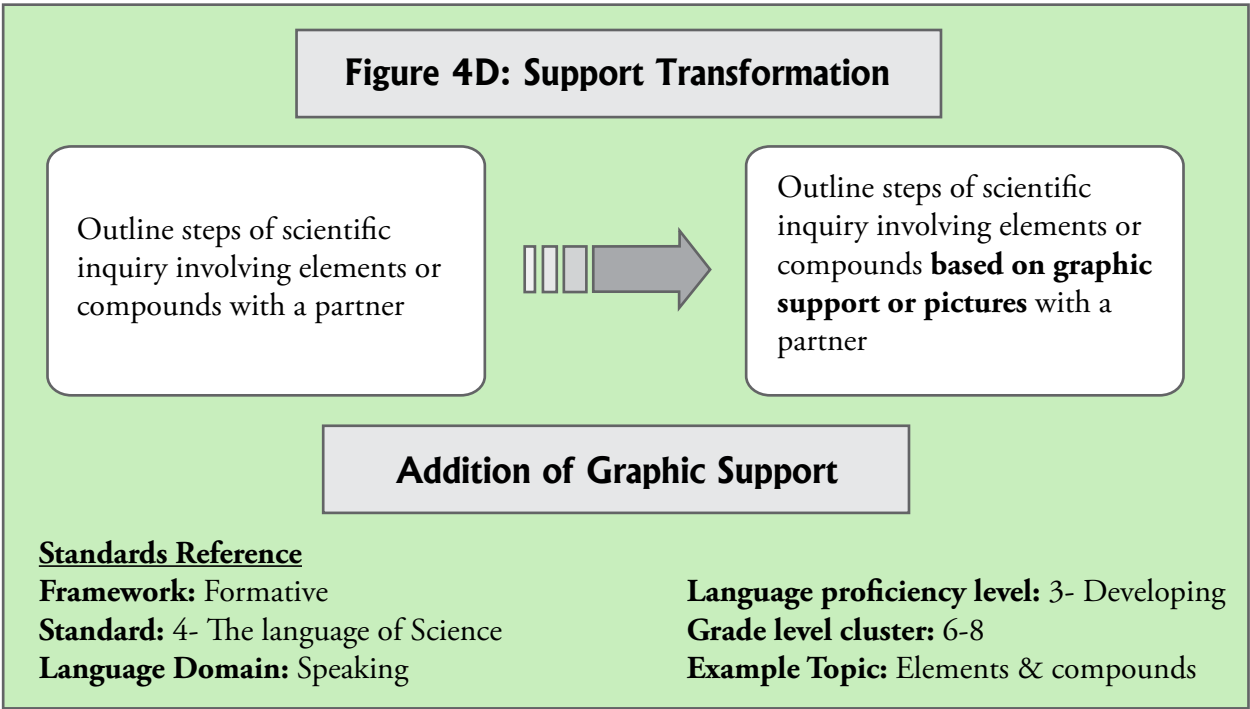 Figure 4D: Support Transformation
Outline steps of scientific
inquiry involving elements or
compounds with a partner
Outline steps of scientific
inquiry involving elements or
compounds based on graphic
support or pictures with a
partner
Addition of Graphic Support
Standards Reference
Framework: Formative
Standard: 4- The language of Science
Language Domain: Speaking
Language proficiency level: 3- Developing
Grade level cluster: 6-8
Example Topic: Elements & compounds